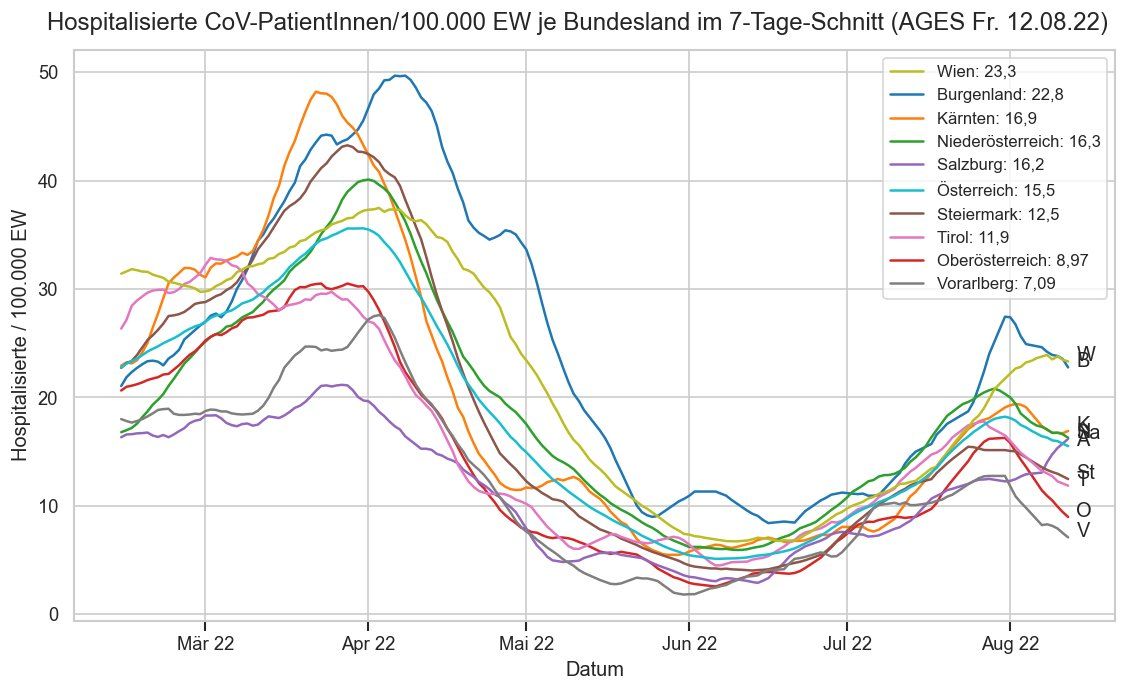 Hospitalisierte CoV-PatientInnen/100.000 EW je Bundesland im 7-Tage-Schnitt (AGES Fr. 12.08.22)
Hospitalisierte / 100.000 EW
50
40
30
20
10
0
Wien: 23,3
Burgenland: 22,8
Kärnten: 16,9
Niederösterreich: 16,3
Salzburg: 16,2
Österreich: 15,5
Steiermark: 12,5
Tirol: 11,9
Oberösterreich: 8,97
Vorarlberg: 7,09
W
B
K
N
Sa
A
St
T
O
V
Mär 22
Apr 22
Mai 22
Jun 22
Jul 22
Aug 22
Datum